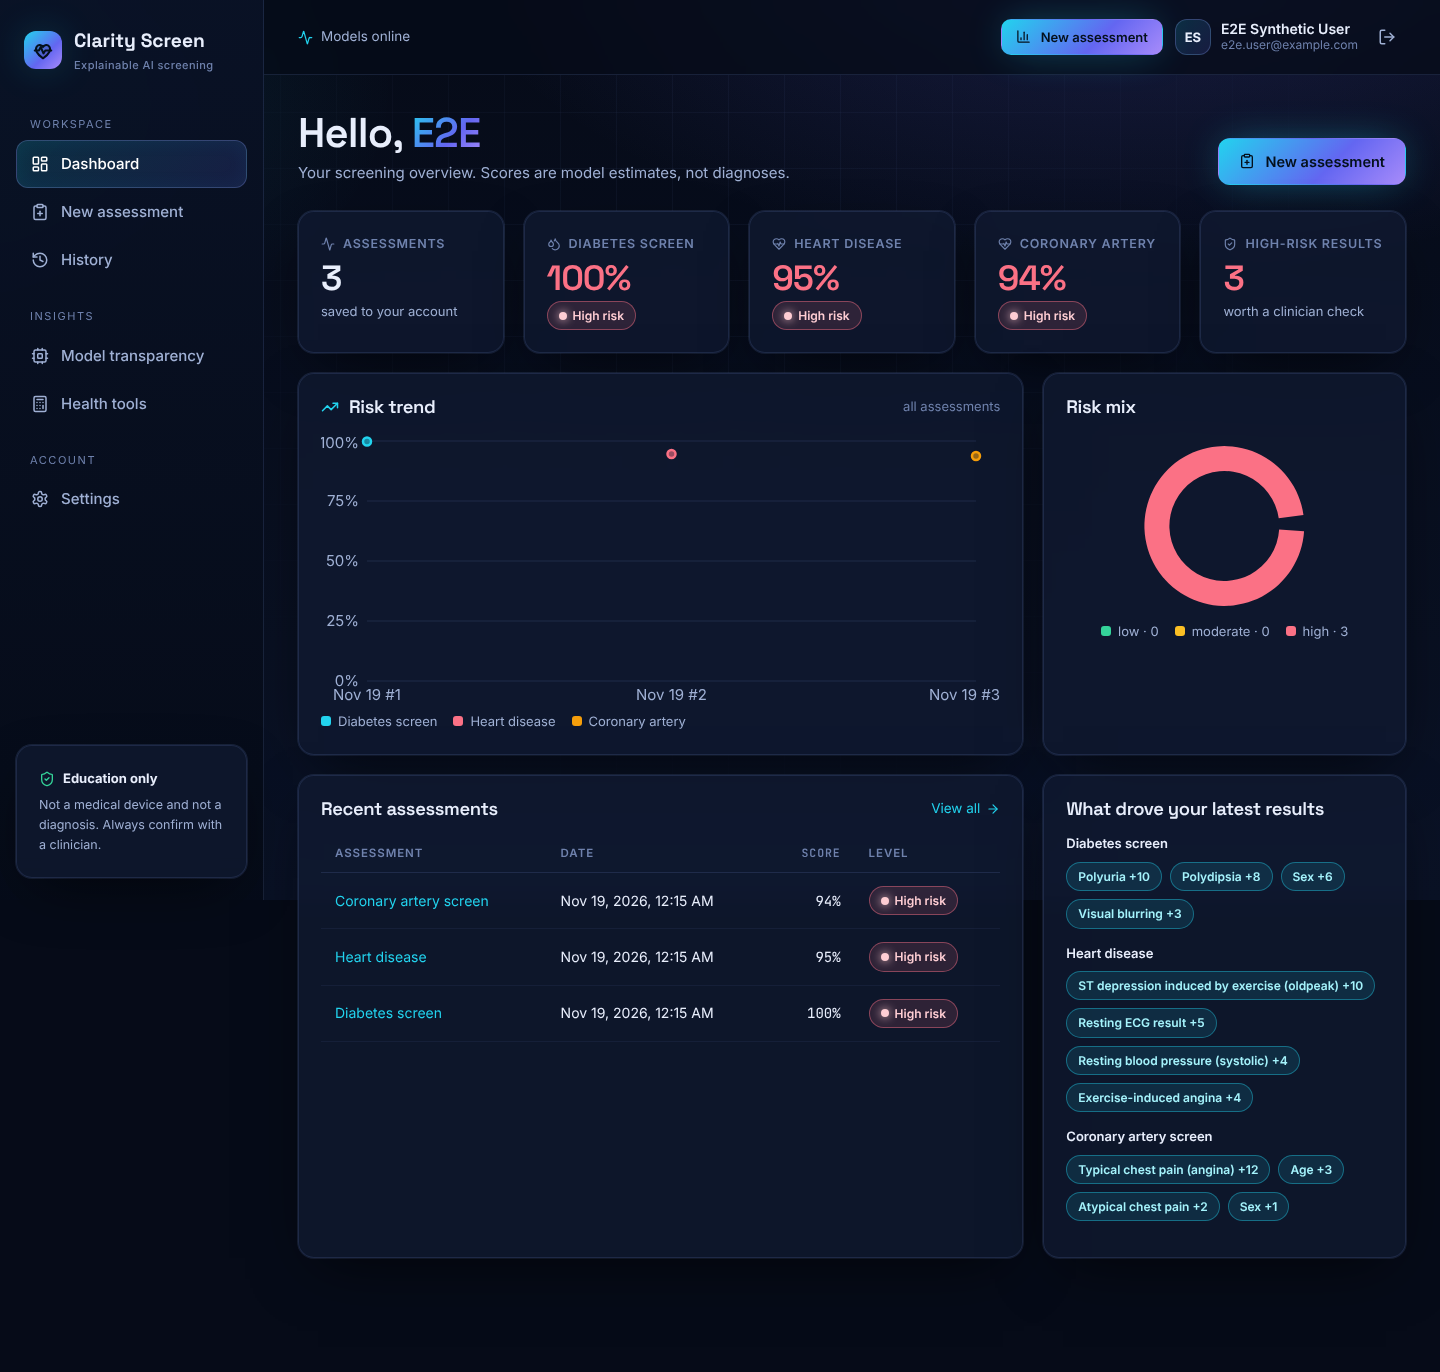 Clarity Screen
Explainable AI screening
WORKSPACE
Dashboard
New assessment
History
INSIGHTS
Model transparency
Health tools
ACCOUNT
Settings
Education only
Not a medical device and not a
diagnosis. Always confirm with
a clinician.
Models online
New assessment
ES
E2E Synthetic User
e2e.user@example.com
Hello, E2E
Your screening overview. Scores are model estimates, not diagnoses.
New assessment
ASSESSMENTS
3
saved to your account
DIABETES SCREEN
100%
High risk
HEART DISEASE
95%
High risk
CORONARY ARTERY
94%
High risk
HIGH-RISK RESULTS
3
worth a clinician check
Risk trend
all assessments
100%
75%
50%
25%
0%
Nov 19 #1
Nov 19 #2
Nov 19 #3
Diabetes screen
Heart disease
Coronary artery
Risk mix
low · 0
moderate · 0
high · 3
Recent assessments
View all
ASSESSMENT DATE SCORE LEVEL
Coronary artery screen Nov 19, 2026, 12:15 AM 94% High risk
Heart disease Nov 19, 2026, 12:15 AM 95% High risk
Diabetes screen Nov 19, 2026, 12:15 AM 100% High risk
What drove your latest results
Diabetes screen
Polyuria +10
Polydipsia +8
Sex +6
Visual blurring +3
Heart disease
ST depression induced by exercise (oldpeak) +10
Resting ECG result +5
Resting blood pressure (systolic) +4
Exercise-induced angina +4
Coronary artery screen
Typical chest pain (angina) +12
Age +3
Atypical chest pain +2
Sex +1